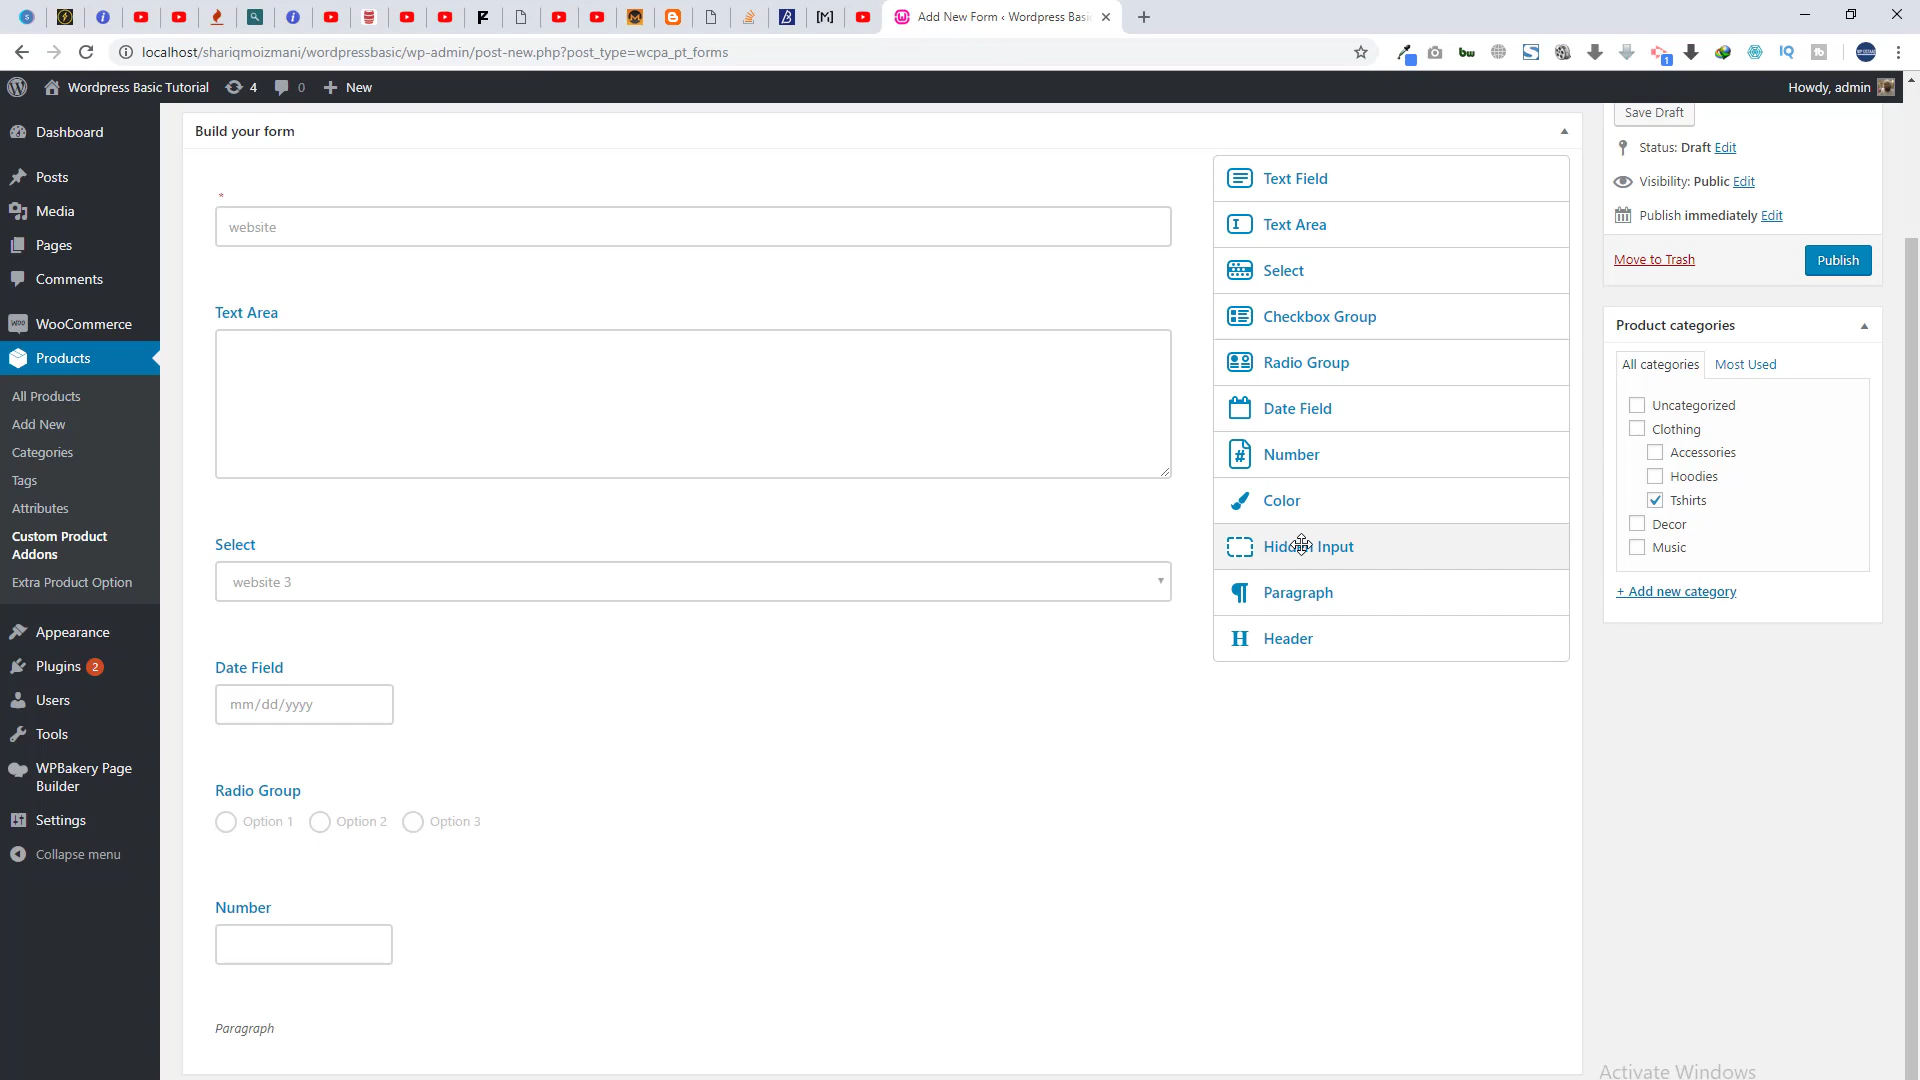 Add New Form ‹ Wordpress Basi
localhost/shariqmoizmani/wordpressbasic/wp-admin/post-new.php?post_type=wcpa_pt_forms
Wordpress Basic Tutorial
4
0
New
Howdy, admin
Dashboard
Posts
Media
Pages
Comments
WooCommerce
Products
All Products
Add New
Categories
Tags
Attributes
Custom Product
Addons
Extra Product Option
Appearance
Plugins 2
Users
Tools
WPBakery Page
Builder
Settings
Collapse menu
Build your form
*
website
Text Area
Select
website 3
Date Field
mm/dd/yyyy
Radio Group
Option 1
Option 2
Option 3
Number
Paragraph
Text Field
Text Area
Select
Checkbox Group
Radio Group
Date Field
Number
Color
Hidden Input
Paragraph
Header
Save Draft
Status: Draft Edit
Visibility: Public Edit
Publish immediately Edit
Move to Trash
Publish
Product categories
All categories
Most Used
Uncategorized
Clothing
Accessories
Hoodies
Tshirts
Decor
Music
+ Add new category
Activate Windows